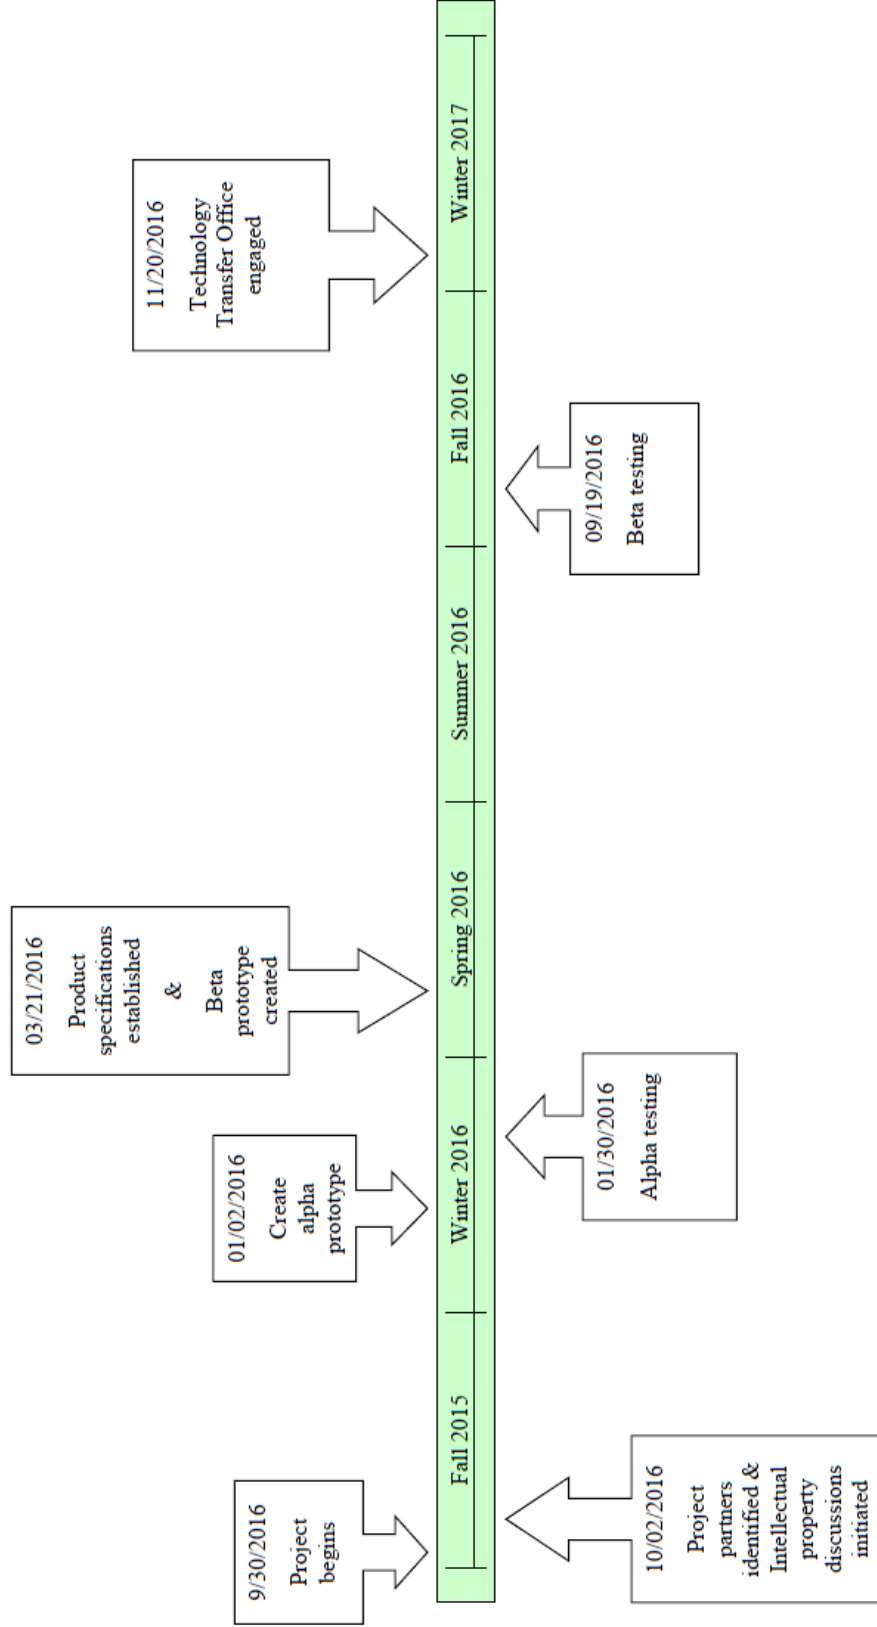 9/30/2016
Project
begins
01/02/2016
Create
alpha
prototype
03/21/2016
Product
specifications
established
&
Beta
prototype
created
11/20/2016
Technology
Transfer Office
engaged
Fall 2015
Winter 2016
Spring 2016
Summer 2016
Fall 2016
Winter 2017
10/02/2016
Project
partners
identified &
Intellectual
property
discussions
initiated
01/30/2016
Alpha testing
09/19/2016
Beta testing